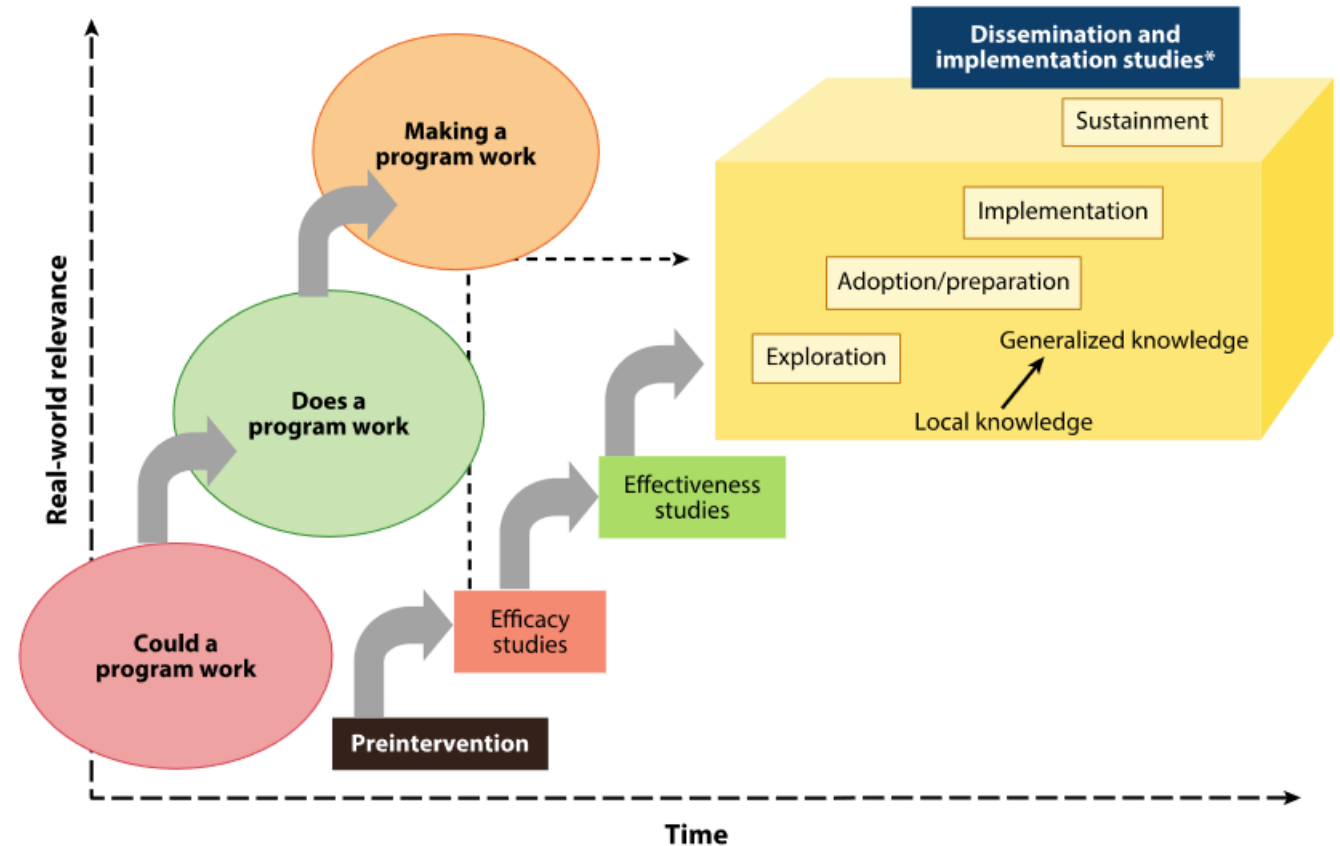 Dissemination and
implementation studies*
Sustainment
Making a
program work
Implementation
Adoption/preparation
Generalized knowledge
Exploration
Local knowledge
Real-world relevance
Does a
program work
Effectiveness
studies
Efficacy
studies
Could a
program work
Preintervention
Time